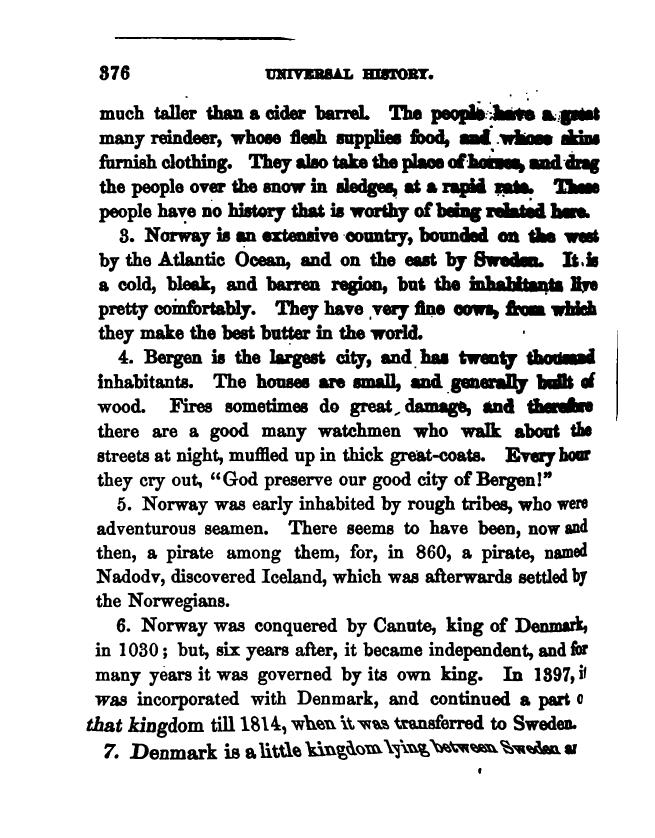 376 UNIVERSAL HISTORY.
much taller than a cider barrel. The people have a great
many reindeer, whose flesh supplies food, and whose skins
furnish clothing. They also take the place of horses, and drag
the people over the snow in sledges, at a rapid rate. These
people have no history that is worthy of being related here.
3. Norway is an extensive country, bounded on the west
by the Atlantic Ocean, and on the east by Sweden. It is
a cold, bleak, and barren region, but the inhabitants live
pretty comfortably. They have very fine cows, from which
they make the best butter in the world.
4. Bergen is the largest city, and has twenty thousand
inhabitants. The houses are small, and generally built of
wood. Fires sometimes do great damage, and therefore
there are a good many watchmen who walk about the
streets at night, muffled up in thick great-coats. Every hour
they cry out, "God preserve our good city of Bergen!"
5. Norway was early inhabited by rough tribes, who were
adventurous seamen. There seems to have been, now and
then, a pirate among them, for, in 860, a pirate, named
Nadodv, discovered Iceland, which was afterwards settled by
the Norwegians.
6. Norway was conquered by Canute, king of Denmark,
in 1030; but, six years after, it became independent, and for
many years it was governed by its own king. In 1397, it
was incorporated with Denmark, and continued a part o
that kingdom till 1814, when it was transferred to Sweden.
7. Denmark is a little kingdom lying between Sweden ar